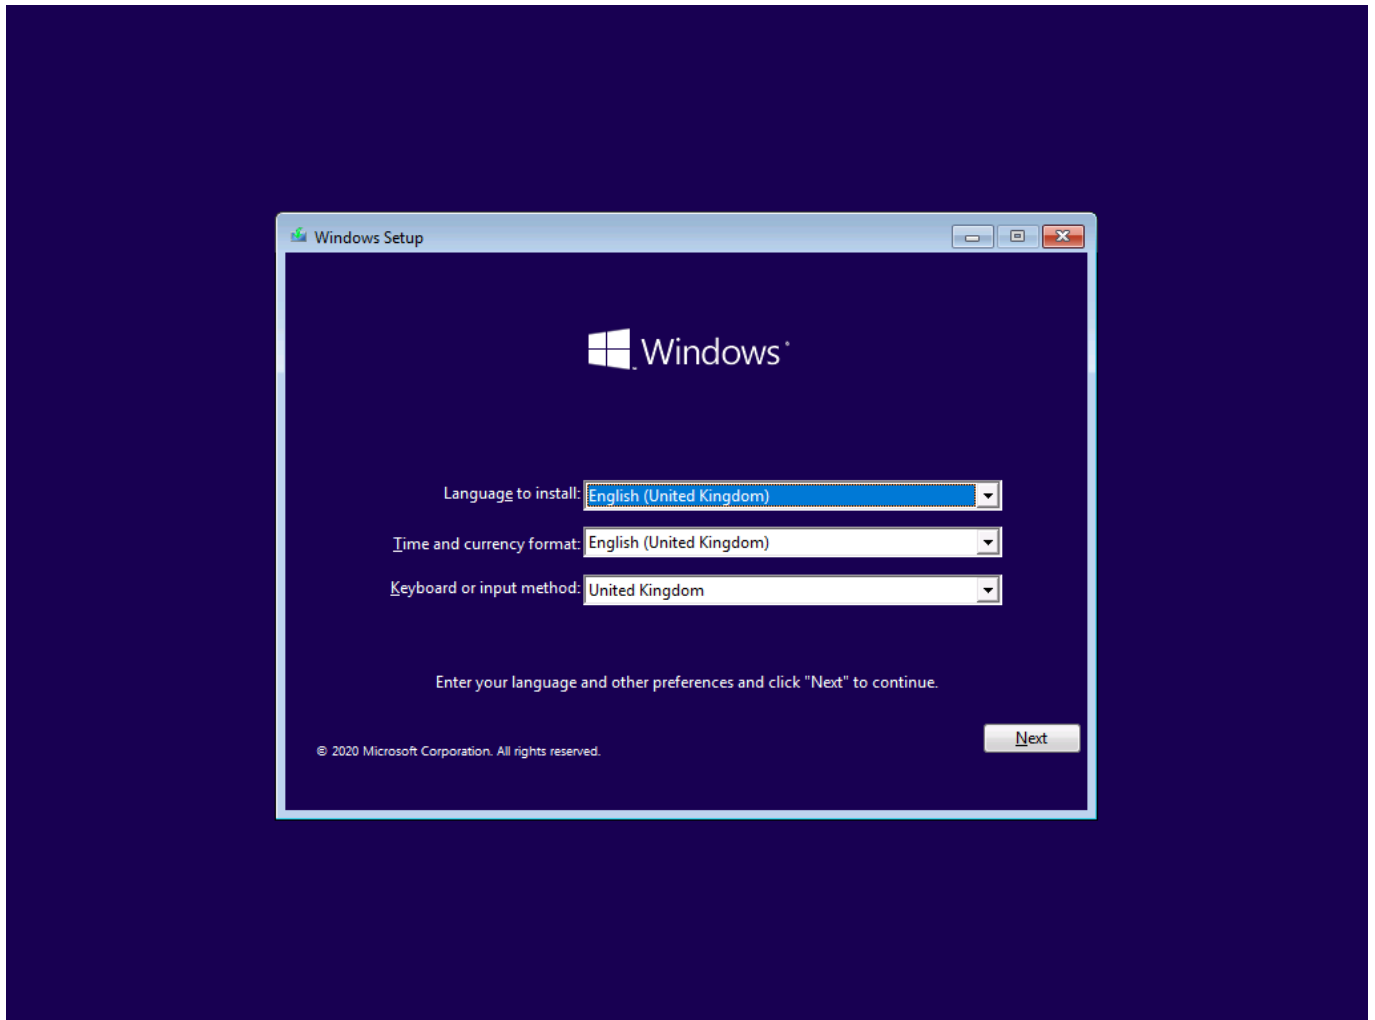 Windows Setup
Windows
Language to install: English (United Kingdom)
Time and currency format: English (United Kingdom)
Keyboard or input method: United Kingdom
Enter your language and other preferences and click "Next" to continue.
Next
© 2020 Microsoft Corporation. All rights reserved.